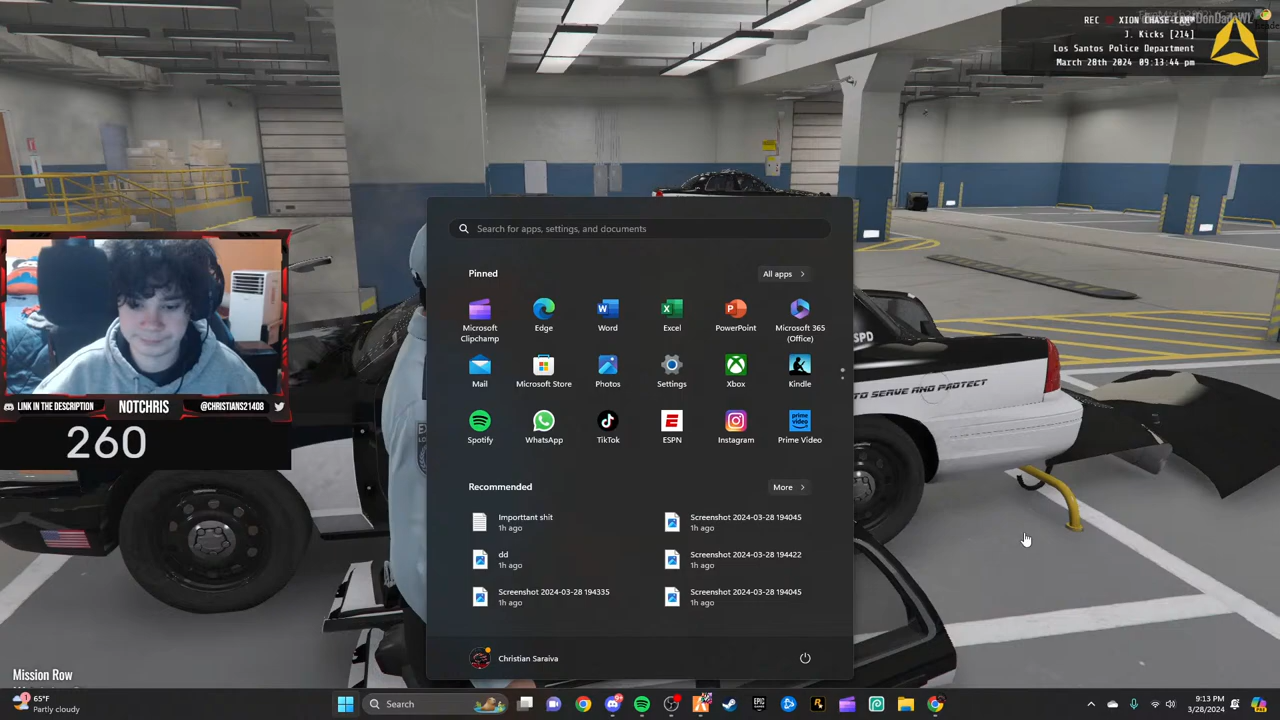 REC XION CHASE-CAM®
J. Kicks [214]
Los Santos Police Department
March 28th 2024 09:13:44 pm
DonDadaWL
Search for apps, settings, and documents
Pinned
All apps
Microsoft Clipchamp
Edge
Word
Excel
PowerPoint
Microsoft 365 (Office)
Mail
Microsoft Store
Photos
Settings
Xbox
Kindle
Spotify
WhatsApp
TikTok
ESPN
Instagram
Prime Video
prime video
LINK IN THE DESCRIPTION
NOTCHRIS
@CHRISTIANS21408
260
SPD
TO SERVE AND PROTECT
Recommended
More
Importtant shit
1h ago
Screenshot 2024-03-28 194045
1h ago
dd
1h ago
Screenshot 2024-03-28 194422
1h ago
Screenshot 2024-03-28 194335
1h ago
Screenshot 2024-03-28 194045
1h ago
Christian Saraiva
Mission Row
65°F
Partly cloudy
Search
9:13 PM
3/28/2024